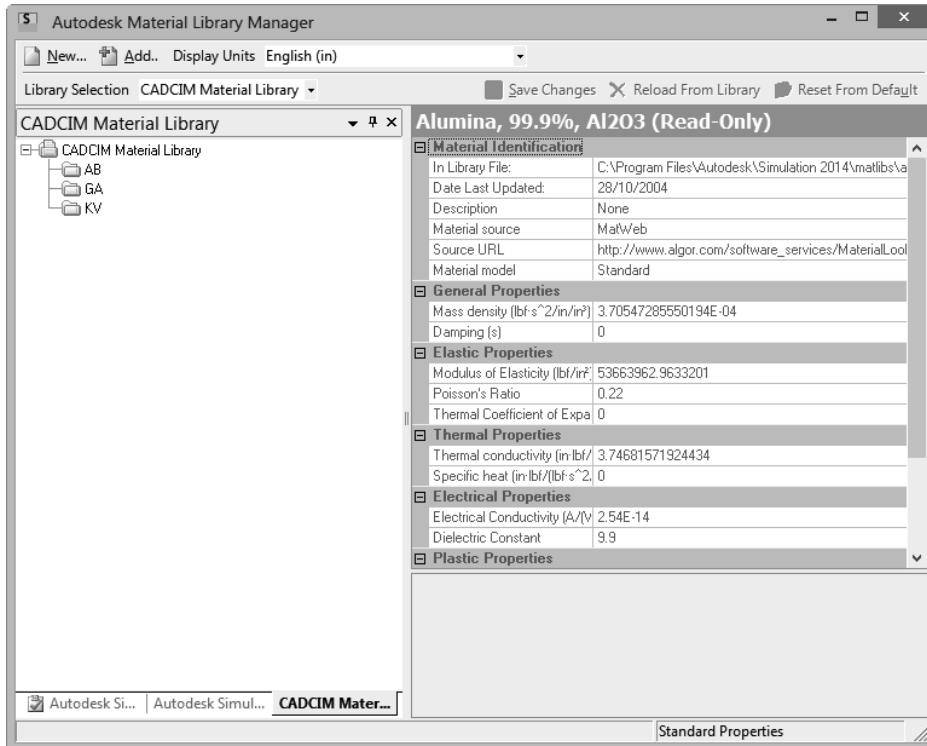 Autodesk Material Library Manager
New... Add.. Display Units English (in)
Library Selection CADCIM Material Library Save Changes Reload From Library Reset From Default
CADCIM Material Library
CADCIM Material Library
AB
GA
KV
Autodesk Si... Autodesk Simul... CADCIM Mater...
Alumina, 99.9%, Al2O3 (Read-Only)
Material Identification
In Library File: C:\Program Files\Autodesk\Simulation 2014\matlibs\a
Date Last Updated: 28/10/2004
Description None
Material source MatWeb
Source URL http://www.algor.com/software_services/MaterialLool
Material model Standard
General Properties
Mass density (lbf·s^2/in/in³) 3.70547285550194E-04
Damping (s) 0
Elastic Properties
Modulus of Elasticity (lbf/in² 53663962.9633201
Poisson's Ratio 0.22
Thermal Coefficient of Expa 0
Thermal Properties
Thermal conductivity (in·lbf/ 3.74681571924434
Specific heat (in·lbf/(lbf·s^2. 0
Electrical Properties
Electrical Conductivity (A/(V 2.54E-14
Dielectric Constant 9.9
Plastic Properties
Standard Properties